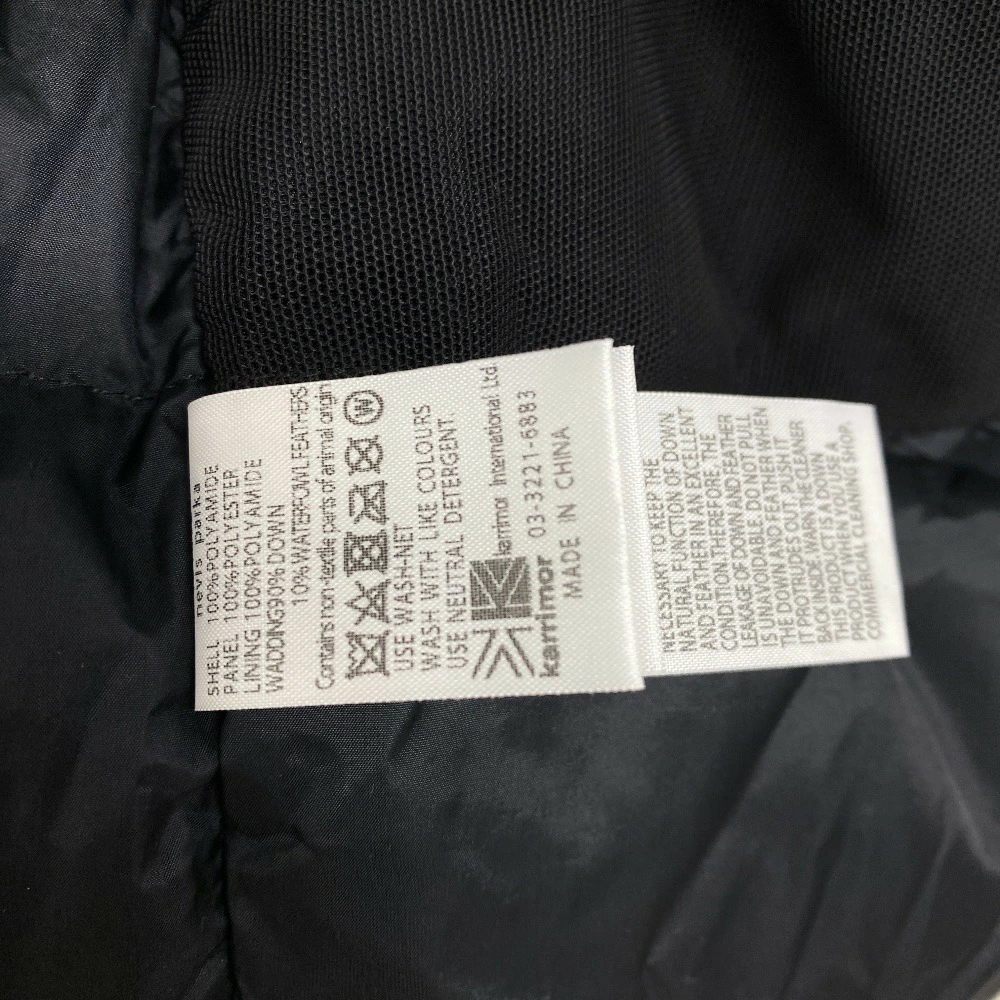 nevis parka
SHELL 100%POLYAMIDE
PANEL 100%POLYESTER
LINING 100%POLYAMIDE
WADDING90% DOWN
10% WATERFOWL FEATHERS
Contains non-textile parts of animal origin
W
USE WASH-NET
WASH WITH LIKE COLOURS
USE NEUTRAL DETERGENT.
karrimor International. Ltd.
karrimor 03-3221-6883
MADE IN CHINA
NECESSARY TO KEEP THE
NATURAL FUNCTION OF DOWN
AND FEATHER IN AN EXCELLENT
CONDITION.THEREFORE, THE
LEAKAGE OF DOWN AND FEATHER
IS UNAVOIDABLE. DO NOT PULL
THE DOWN AND FEATHER WHEN
IT PROTRUDES OUT. PUSH IT
BACK INSIDE.WARN BE CLEANER
THIS PRODUCT IS A DOWN
PRODUCT WHEN YOU USE A
COMMERCIAL CLEANING SHOP.